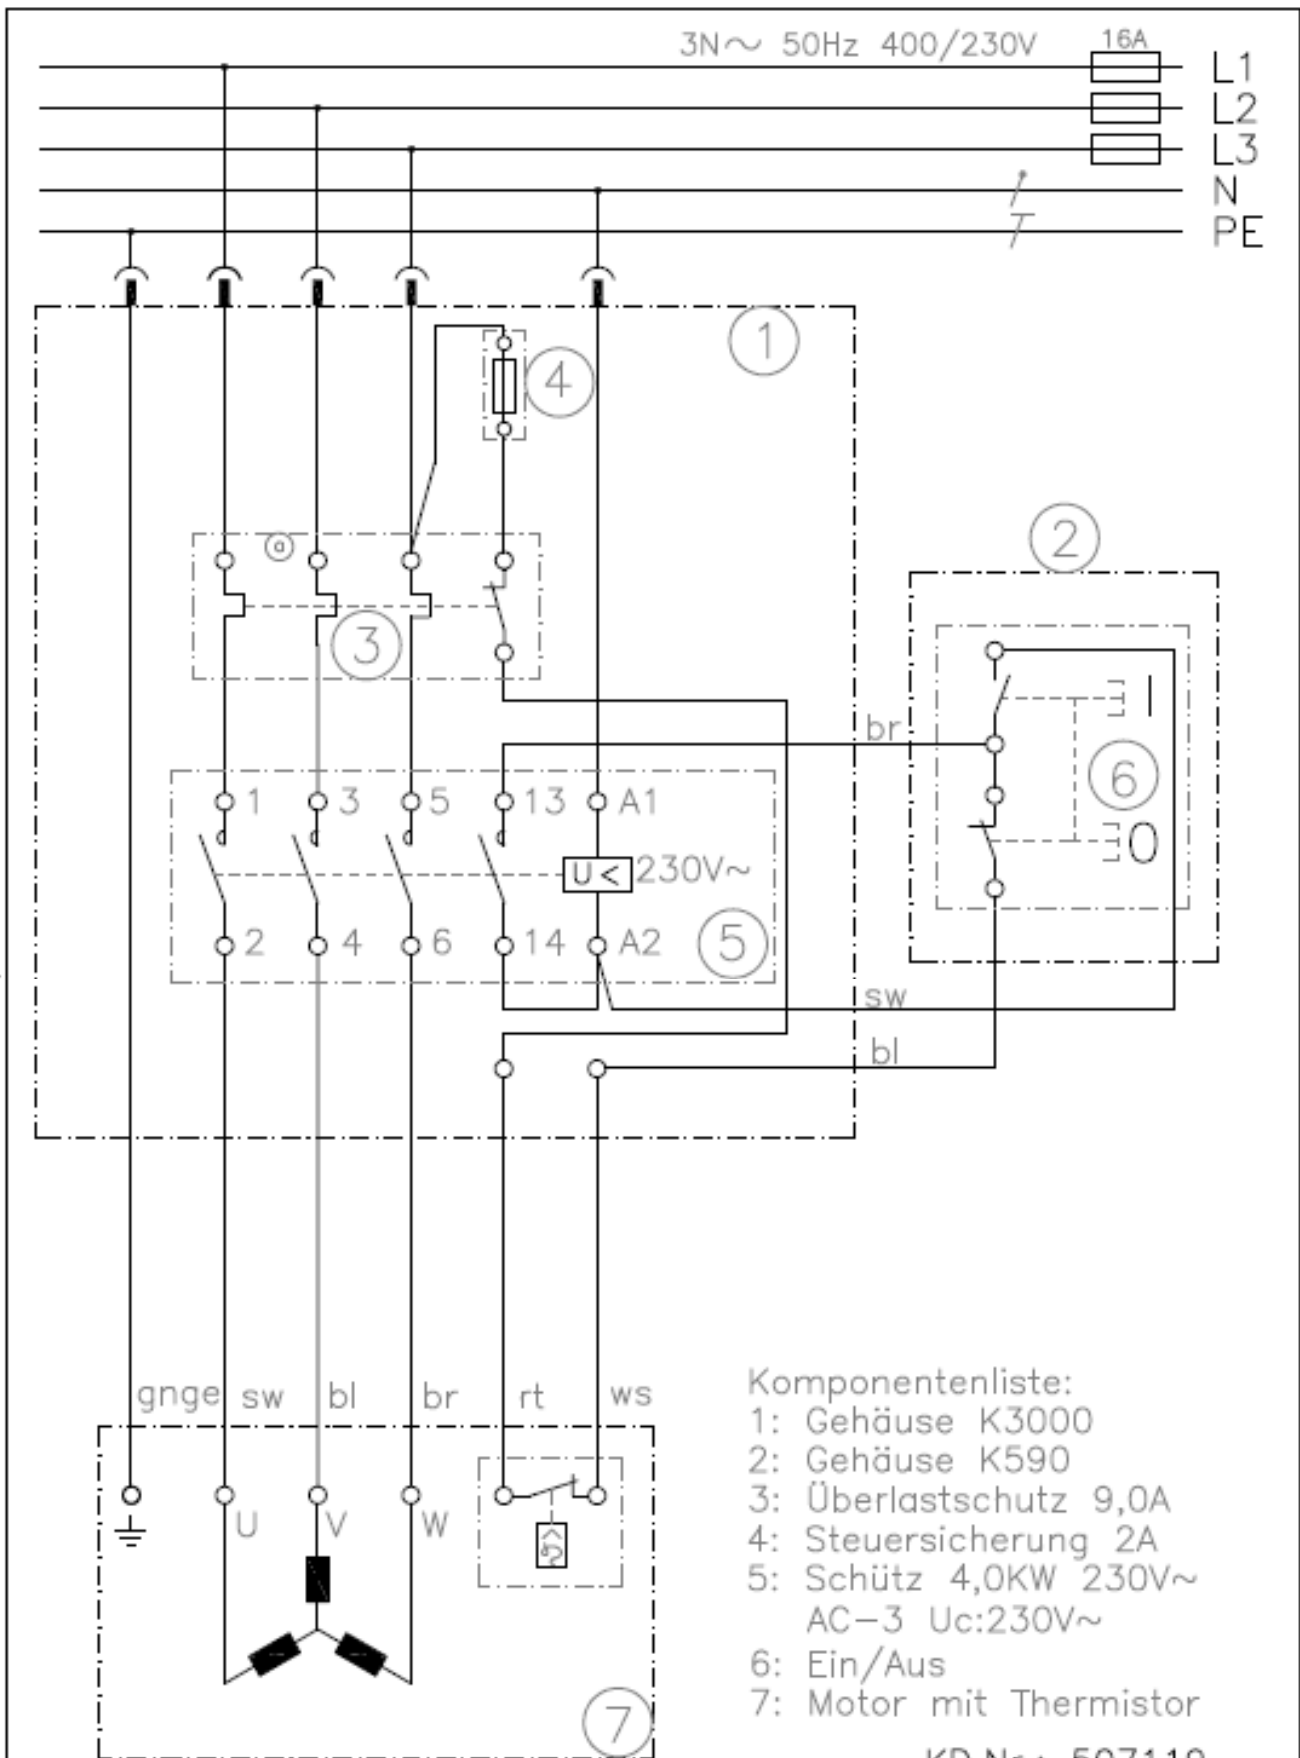 3N~ 50Hz 400/230V
16A
L1
L2
L3
N
PE
1
4
2
a
3
br
I
6
0
1
3
5
13
A1
U<
230V~
2
4
6
14
A2
5
sw
bl
gnge
sw
bl
br
rt
ws
U
V
W
7
Komponentenliste:
1: Gehäuse K3000
2: Gehäuse K590
3: Überlastschutz 9,0A
4: Steuersicherung 2A
5: Schütz 4,0KW 230V~
AC-3 Uc:230V~
6: Ein/Aus
7: Motor mit Thermistor